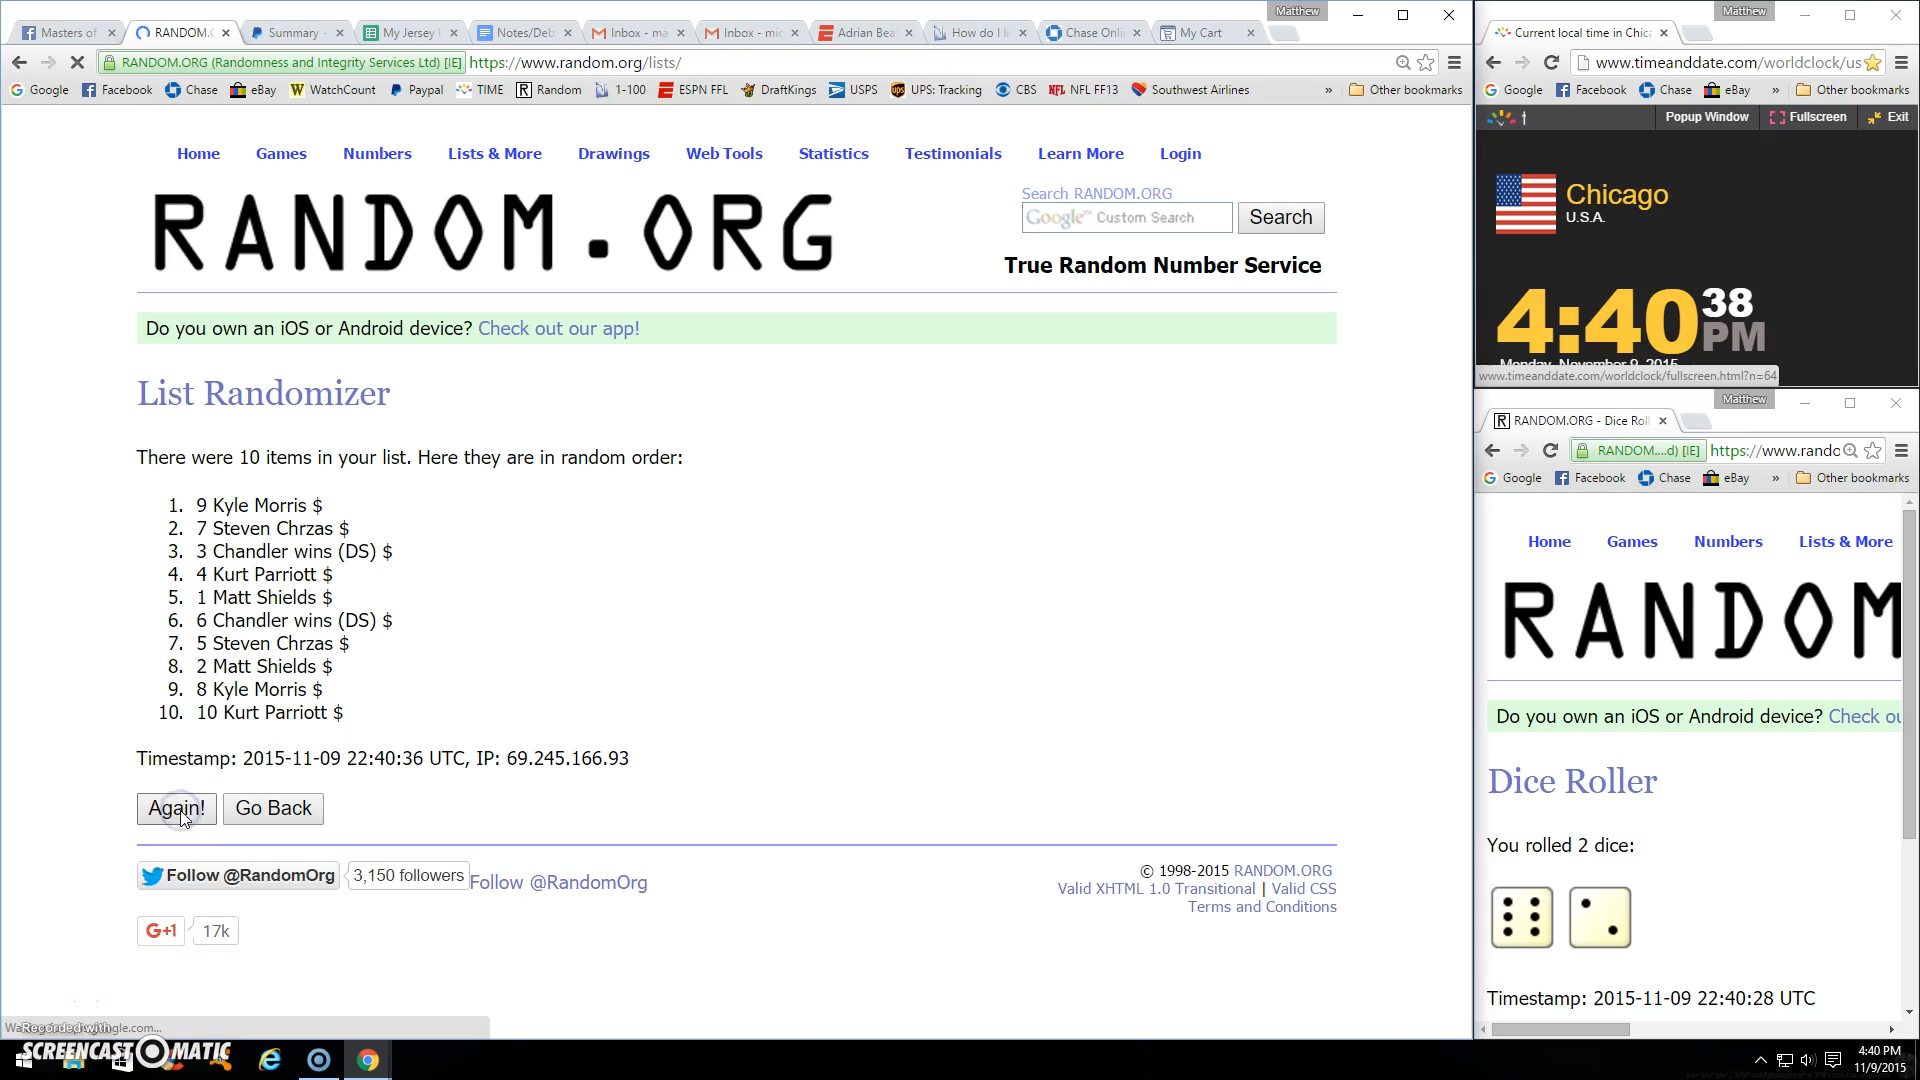 Matthew
Masters of
RANDOM.
Summary -
My Jersey
Notes/Deb
Inbox - ma
Inbox - mic
Adrian Bea
How do I li
Chase Onli
My Cart
RANDOM.ORG (Randomness and Integrity Services Ltd) [IE] https://www.random.org/lists/
Google Facebook Chase eBay WatchCount Paypal TIME Random 1-100 ESPN FFL DraftKings USPS UPS: Tracking CBS NFL FF13 Southwest Airlines » Other bookmarks
Home Games Numbers Lists & More Drawings Web Tools Statistics Testimonials Learn More Login
RANDOM.ORG
Search RANDOM.ORG
Google™ Custom Search Search
True Random Number Service
Do you own an iOS or Android device? Check out our app!
List Randomizer
There were 10 items in your list. Here they are in random order:
1. 9 Kyle Morris $
2. 7 Steven Chrzas $
3. 3 Chandler wins (DS) $
4. 4 Kurt Parriott $
5. 1 Matt Shields $
6. 6 Chandler wins (DS) $
7. 5 Steven Chrzas $
8. 2 Matt Shields $
9. 8 Kyle Morris $
10. 10 Kurt Parriott $
Timestamp: 2015-11-09 22:40:36 UTC, IP: 69.245.166.93
Again! Go Back
Follow @RandomOrg 3,150 followers Follow @RandomOrg
G+1 17k
© 1998-2015 RANDOM.ORG
Valid XHTML 1.0 Transitional | Valid CSS
Terms and Conditions
Recorded with
SCREENCAST MATIC
Matthew
Current local time in Chica
www.timeanddate.com/worldclock/us
Google Facebook Chase eBay » Other bookmarks
t Popup Window Fullscreen Exit
Chicago
U.S.A.
4:40 38 PM
Monday, November 9, 2015
www.timeanddate.com/worldclock/fullscreen.html?n=64
Matthew
RANDOM.ORG - Dice Roll
RANDOM....d) [IE] https://www.rando
Google Facebook Chase eBay » Other bookmarks
Home Games Numbers Lists & More
RANDOM
Do you own an iOS or Android device? Check ou
Dice Roller
You rolled 2 dice:
Timestamp: 2015-11-09 22:40:28 UTC
4:40 PM
11/9/2015